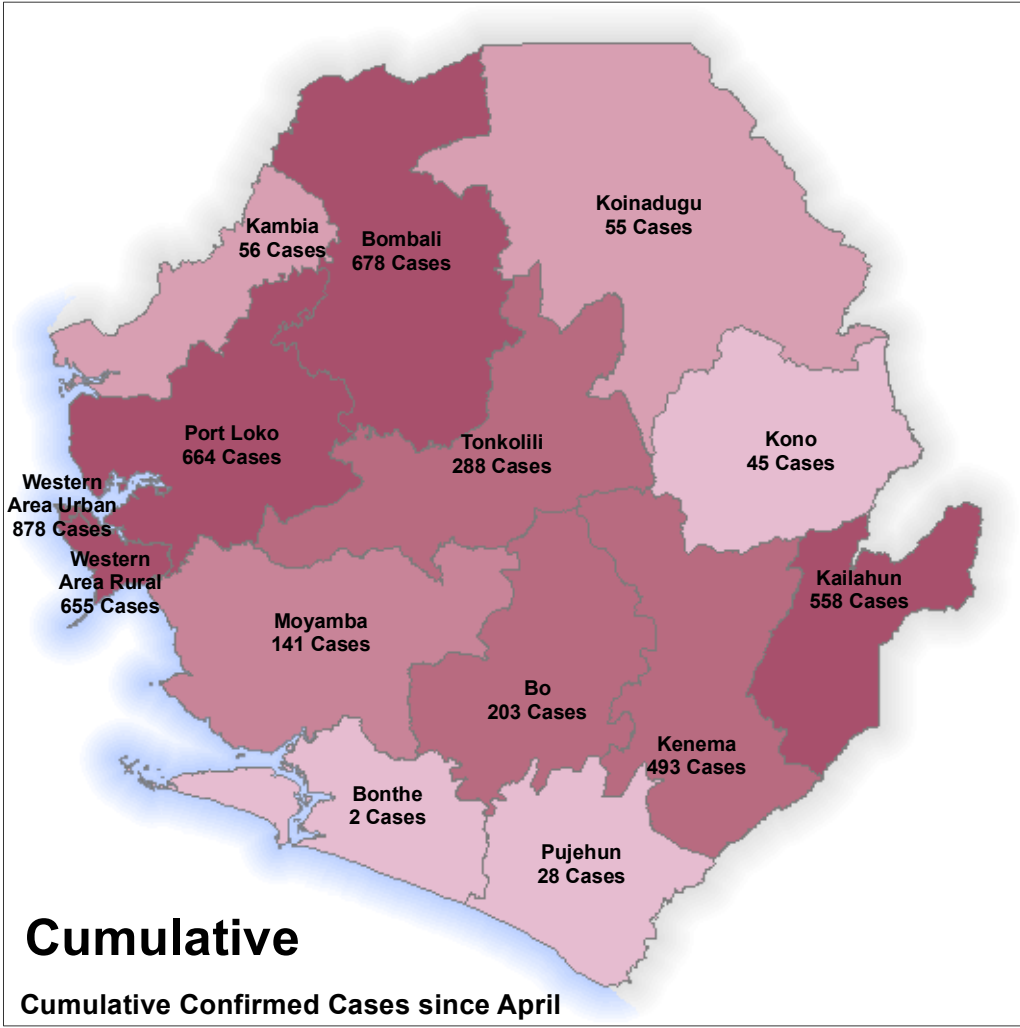 Koinadugu
55 Cases
Kambia
56 Cases
Bombali
678 Cases
Port Loko
664 Cases
Tonkolili
288 Cases
Kono
45 Cases
Western
Area Urban
878 Cases
Western
Area Rural
655 Cases
Kailahun
558 Cases
Moyamba
141 Cases
Bo
203 Cases
Kenema
493 Cases
Bonthe
2 Cases
Pujehun
28 Cases
Cumulative
Cumulative Confirmed Cases since April